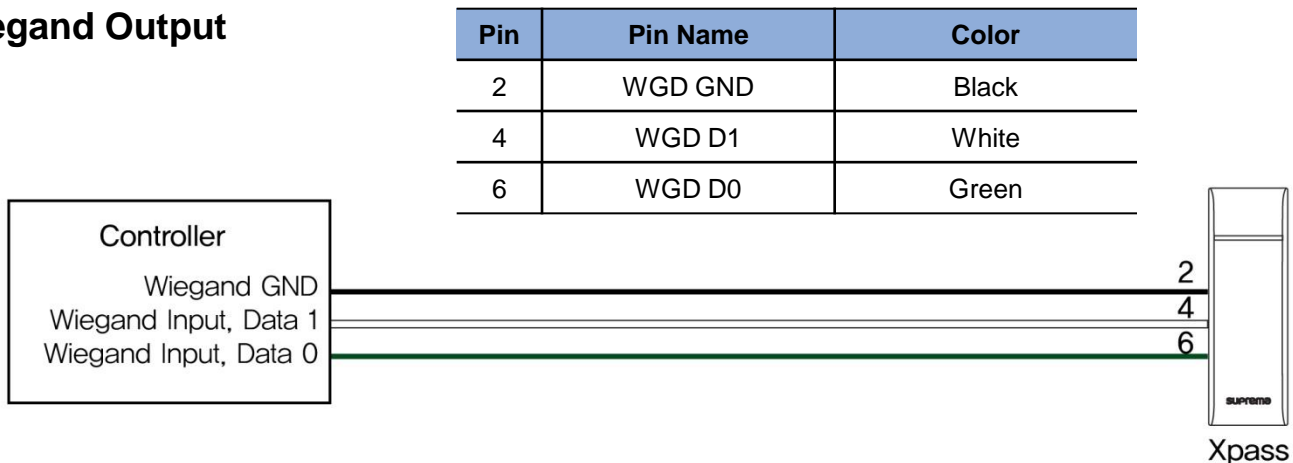 egand Output
Pin Pin Name Color
2 WGD GND Black
4 WGD D1 White
6 WGD D0 Green
Controller
Wiegand GND
Wiegand Input, Data 1
Wiegand Input, Data 0
2
4
6
suprema
Xpass